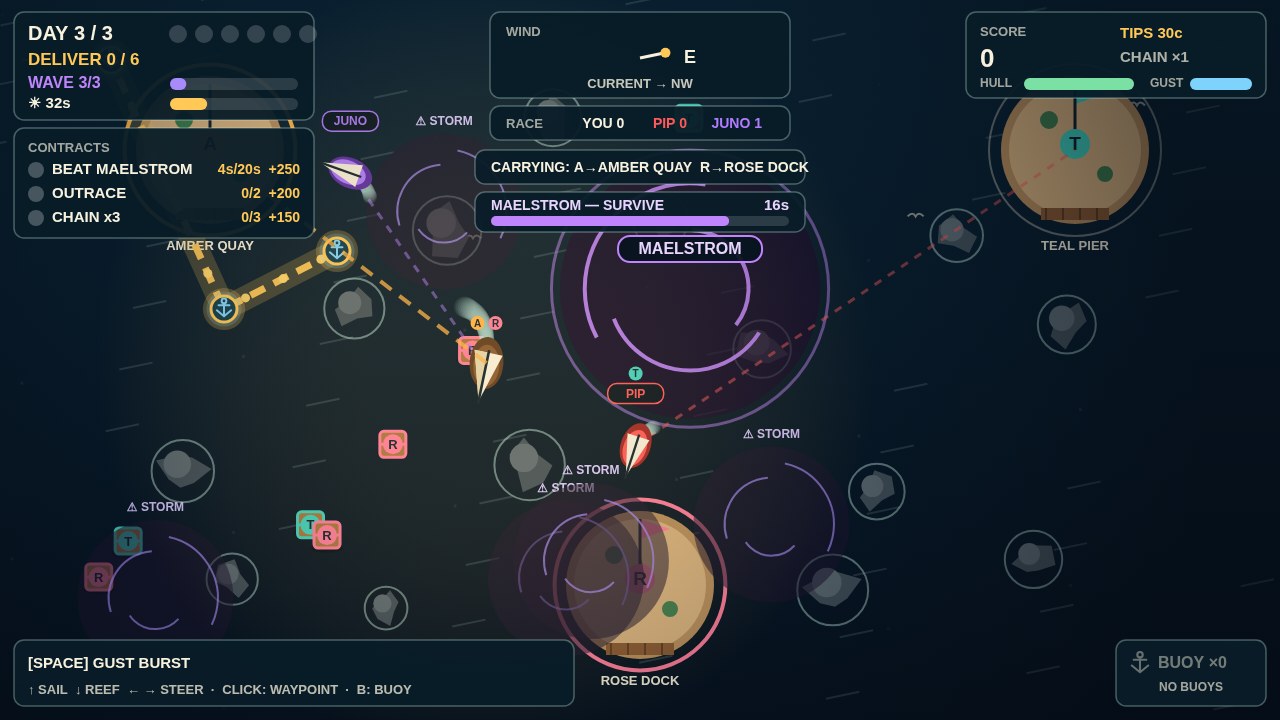 DAY 3 / 3
DELIVER 0 / 6
WAVE 3/3
☀ 32s
WIND
E
CURRENT → NW
SCORE
0
TIPS 30c
CHAIN ×1
HULL
GUST
RACE YOU 0 PIP 0 JUNO 1
CONTRACTS
BEAT MAELSTROM 4s/20s +250
OUTRACE 0/2 +200
CHAIN x3 0/3 +150
CARRYING: A→AMBER QUAY R→ROSE DOCK
MAELSTROM — SURVIVE 16s
MAELSTROM
JUNO
⚠ STORM
A
AMBER QUAY
T
TEAL PIER
A R
R
T
PIP
R
⚠ STORM
⚠ STORM
⚠ STORM
⚠ STORM
T
R
T
R
R
ROSE DOCK
[SPACE] GUST BURST
↑ SAIL ↓ REEF ← → STEER · CLICK: WAYPOINT · B: BUOY
BUOY ×0
NO BUOYS